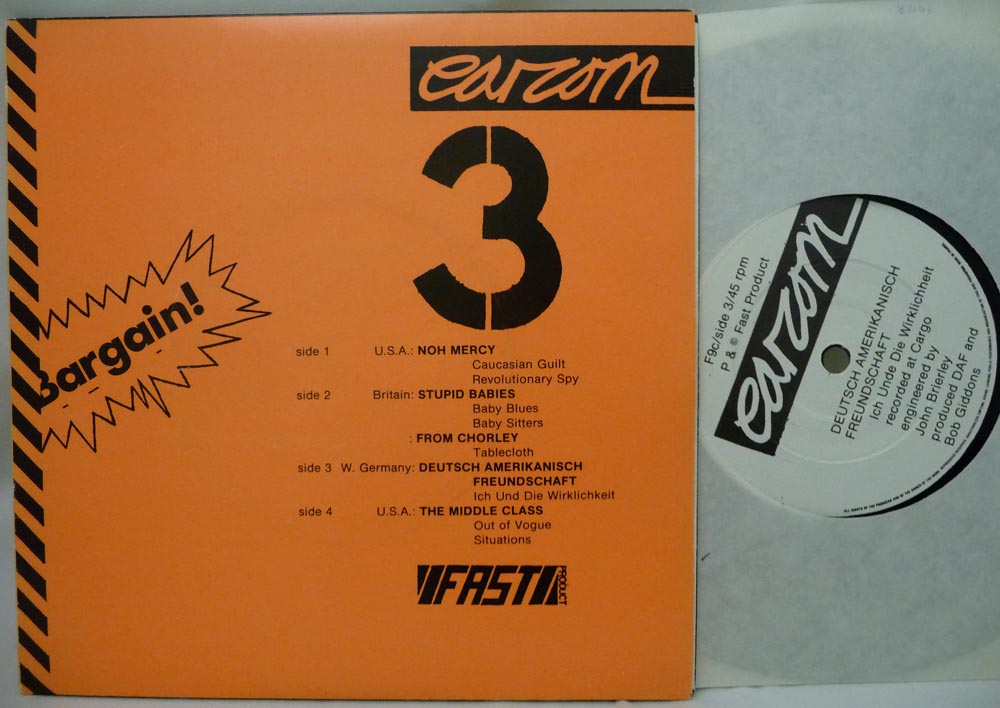 earcom
3
Bargain!
side 1 U.S.A.: NOH MERCY
Caucasian Guilt
Revolutionary Spy
side 2 Britain: STUPID BABIES
Baby Blues
Baby Sitters
: FROM CHORLEY
Tablecloth
side 3 W. Germany: DEUTSCH AMERIKANISCH
FREUNDSCHAFT
Ich Und Die Wirklichkeit
side 4 U.S.A.: THE MIDDLE CLASS
Out of Vogue
Situations
FAST PRODUCT
F9c/side 3/45 rpm
P & © Fast Product
earcom
DEUTSCH AMERIKANISCH
FREUNDSCHAFT
Ich Unde Die Wirklichheit
recorded at Cargo
engineered by
John Brierley
produced DAF and
Bob Giddons